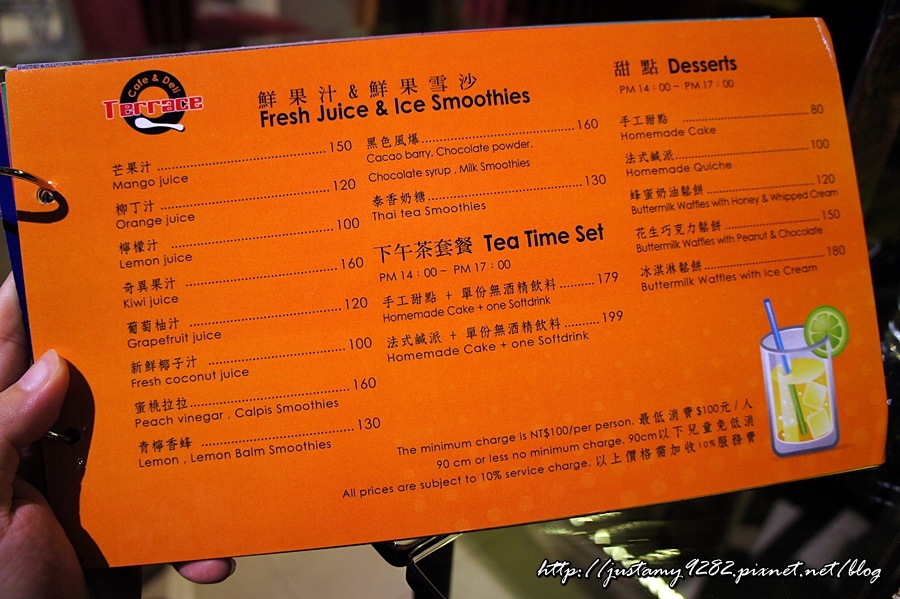 Cafe & Deli
Terrace
鮮果汁&鮮果雪沙
Fresh Juice & Ice Smoothies
芒果汁 150
Mango juice
柳丁汁 120
Orange juice
檸檬汁 100
Lemon juice
奇異果汁 160
Kiwi juice
葡萄柚汁 120
Grapefruit juice
新鮮椰子汁 100
Fresh coconut juice
蜜桃拉拉 160
Peach vinegar , Calpis Smoothies
青檸香蜂 130
Lemon , Lemon Balm Smoothies
黑色風爆 160
Cacao barry, Chocolate powder,
Chocolate syrup , Milk Smoothies
泰香奶糖 130
Thai tea Smoothies
下午茶套餐 Tea Time Set
PM 14:00~ PM 17:00
手工甜點 + 單份無酒精飲料 179
Homemade Cake + one Softdrink
法式鹹派 + 單份無酒精飲料 199
Homemade Cake + one Softdrink
甜點 Desserts
PM 14:00~ PM 17:00
手工甜點 80
Homemade Cake
法式鹹派 100
Homemade Quiche
蜂蜜奶油鬆餅 120
Buttermilk Waffles with Honey & Whipped Cream
花生巧克力鬆餅 150
Buttermilk Waffles with Peanut & Chocolate
冰淇淋鬆餅 180
Buttermilk Waffles with Ice Cream
The minimum charge is NT$100/per person. 最低消費$100元/人
90 cm or less no minimum charge. 90cm以下兒童免低消
All prices are subject to 10% service charge. 以上價格需加收10%服務費
http://justamy9282.pixnet.net/blog